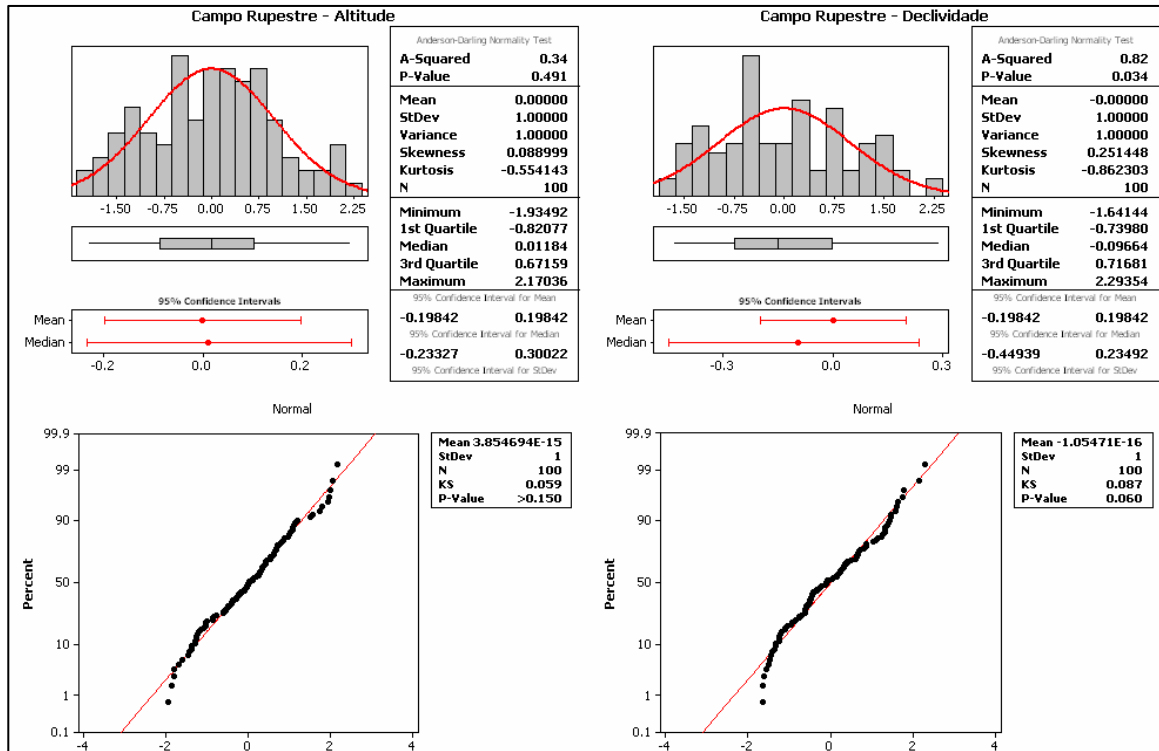 Campo Rupestre - Altitude
-1.50 -0.75 0.00 0.75 1.50 2.25
95% Confidence Intervals
Mean
Median
-0.2 0.0 0.2
Anderson-Darling Normality Test
A-Squared 0.34
P-Value 0.491
Mean 0.00000
StDev 1.00000
Variance 1.00000
Skewness 0.088999
Kurtosis -0.554143
N 100
Minimum -1.93492
1st Quartile -0.82077
Median 0.01184
3rd Quartile 0.67159
Maximum 2.17036
95% Confidence Interval for Mean
-0.19842 0.19842
95% Confidence Interval for Median
-0.23327 0.30022
95% Confidence Interval for StDev
Campo Rupestre - Declividade
-1.50 -0.75 0.00 0.75 1.50 2.25
95% Confidence Intervals
Mean
Median
-0.3 0.0 0.3
Anderson-Darling Normality Test
A-Squared 0.82
P-Value 0.034
Mean -0.00000
StDev 1.00000
Variance 1.00000
Skewness 0.251448
Kurtosis -0.862303
N 100
Minimum -1.64144
1st Quartile -0.73980
Median -0.09664
3rd Quartile 0.71681
Maximum 2.29354
95% Confidence Interval for Mean
-0.19842 0.19842
95% Confidence Interval for Median
-0.44939 0.23492
95% Confidence Interval for StDev
Normal
Percent
99.9
99
90
50
10
1
0.1
-4 -2 0 2 4
Mean 3.854694E-15
StDev 1
N 100
KS 0.059
P-Value >0.150
Normal
Percent
99.9
99
90
50
10
1
0.1
-4 -2 0 2 4
Mean -1.05471E-16
StDev 1
N 100
KS 0.087
P-Value 0.060